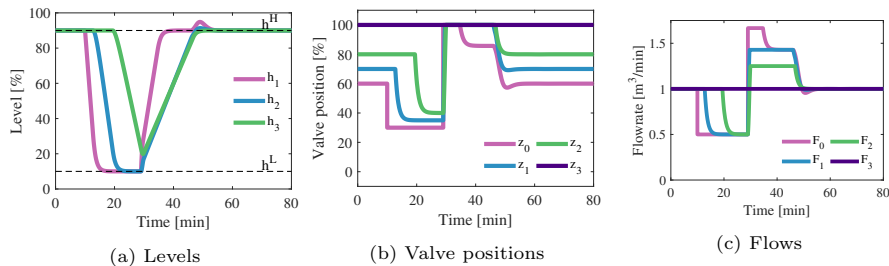 100
80
60
40
20
0
0 20 40 60 80
Level [%]
Time [min]
h^H
h^L
h_1
h_2
h_3
(a) Levels
100
80
60
40
20
0
0 20 40 60 80
Valve position [%]
Time [min]
z_0 z_2
z_1 z_3
(b) Valve positions
1.5
1
0.5
0
0 20 40 60 80
Flowrate [m^3/min]
Time [min]
F_0 F_2
F_1 F_3
(c) Flows